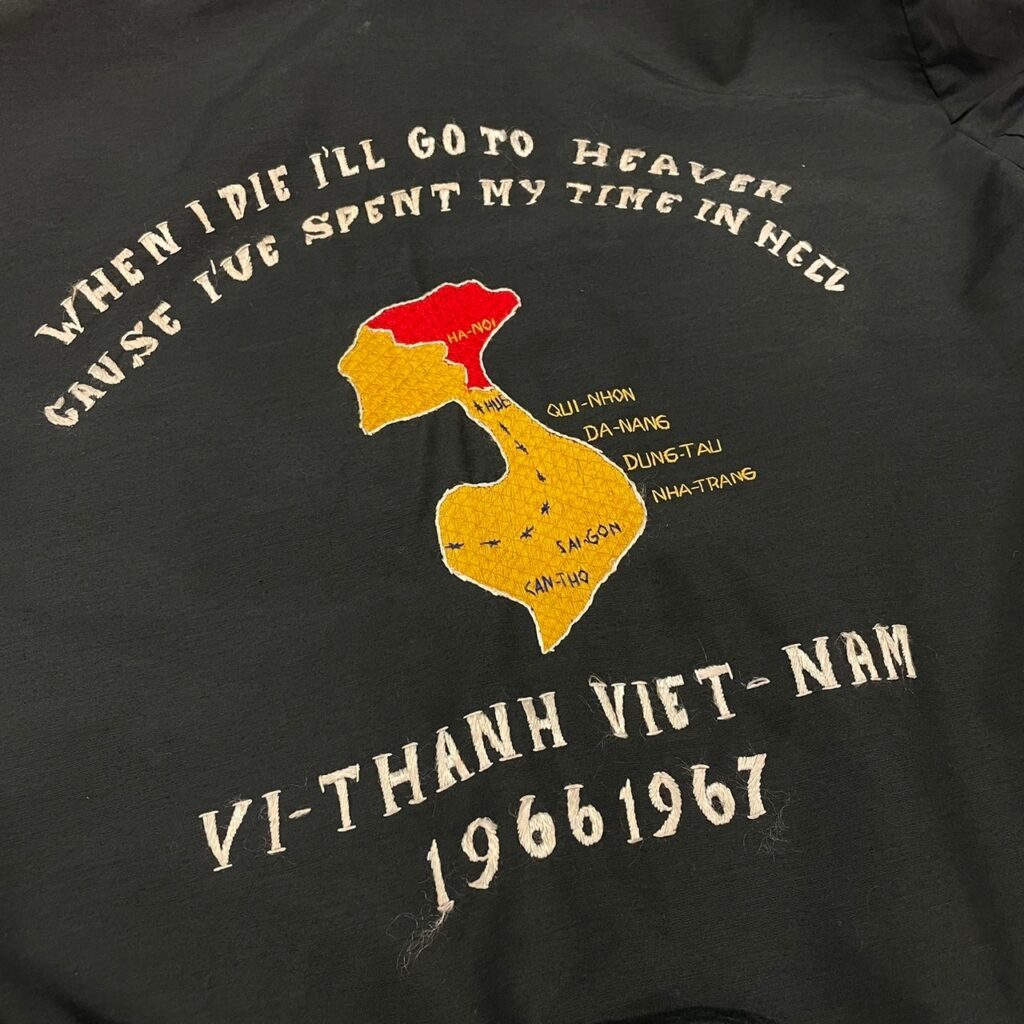 WHEN I DIE I'LL GO TO HEAVEN
CAUSE I'VE SPENT MY TIME IN HELL
HA-NOI
HUE
QUI-NHON
DA-NANG
DUNG-TAU
NHA-TRANG
SAI-GON
CAN-THO
VI-THANH VIET-NAM
1966 1967